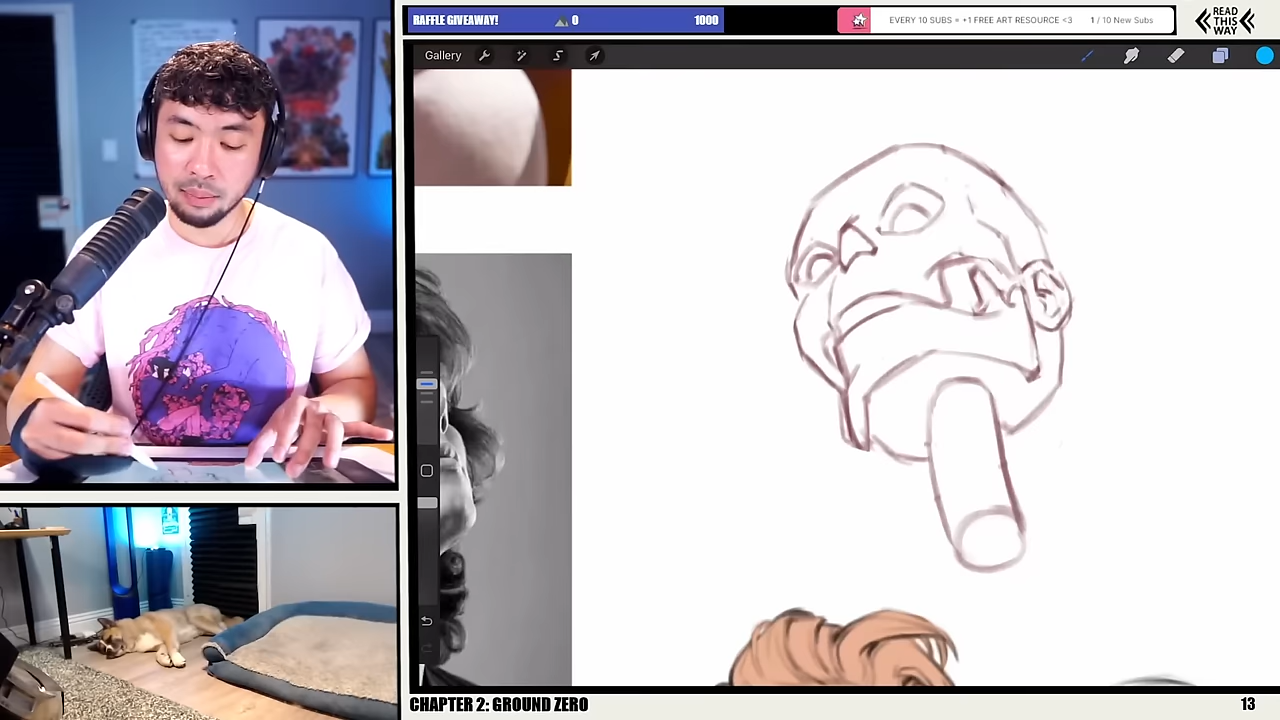 RAFFLE GIVEAWAY! 0 1000
EVERY 10 SUBS = +1 FREE ART RESOURCE <3 1 / 10 New Subs
READ
THIS
WAY
Gallery
CHAPTER 2: GROUND ZERO
13